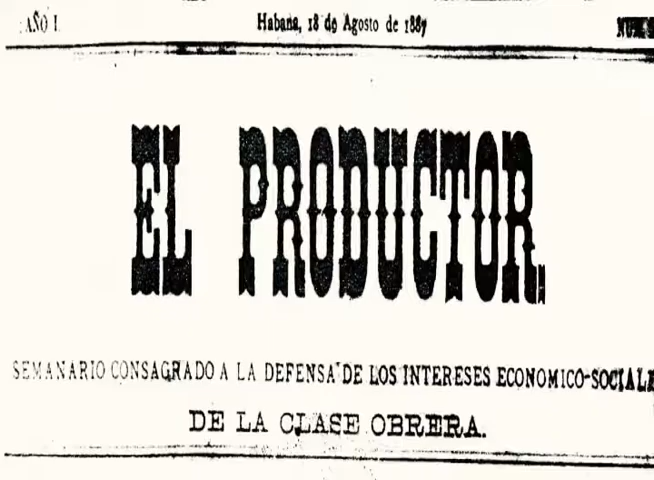 AÑO I.
Habana, 18 de Agosto de 1887
EL PRODUCTOR.
SEMANARIO CONSAGRADO A LA DEFENSA DE LOS INTERESES ECONOMICO-SOCIALE
DE LA CLASE OBRERA.